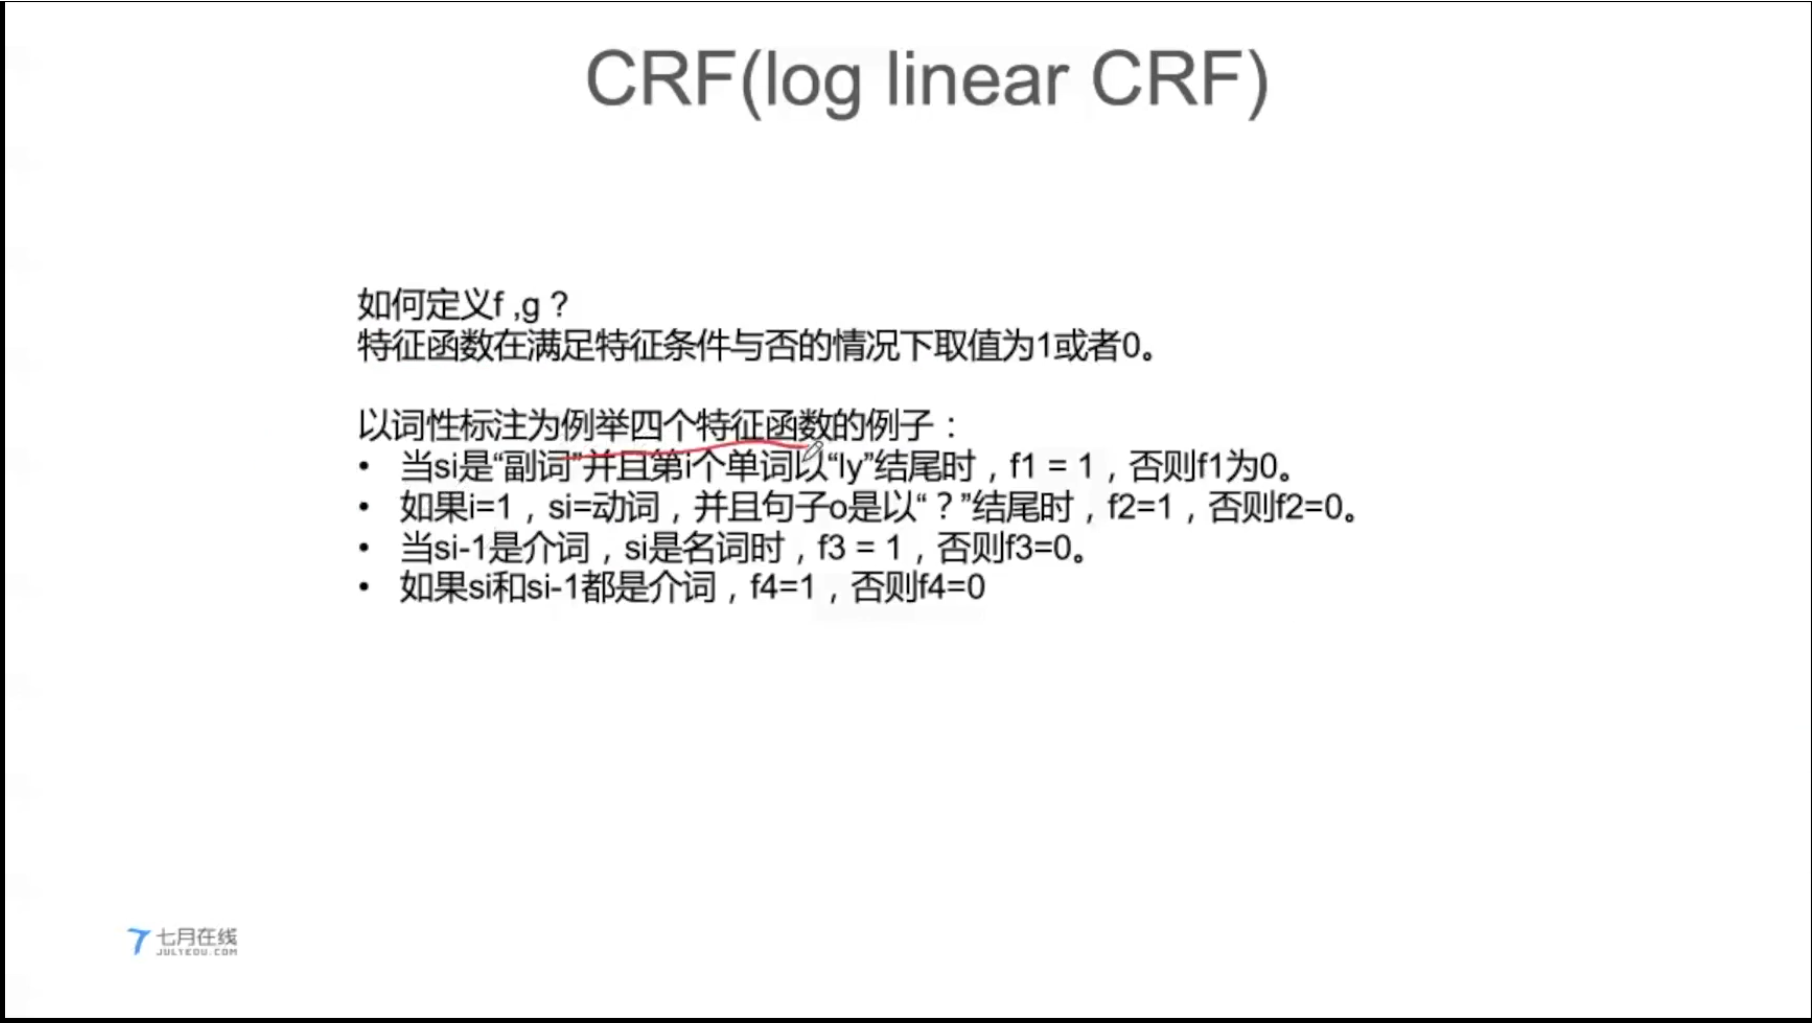 CRF(log linear CRF)
如何定义f ,g？
特征函数在满足特征条件与否的情况下取值为1或者0。
以词性标注为例举四个特征函数的例子：
• 当si是“副词”并且第i个单词以“ly”结尾时，f1 = 1，否则f1为0。
• 如果i=1，si=动词，并且句子o是以“？”结尾时，f2=1，否则f2=0。
• 当si-1是介词，si是名词时，f3 = 1，否则f3=0。
• 如果si和si-1都是介词，f4=1，否则f4=0
七月在线
JULYEDU.COM